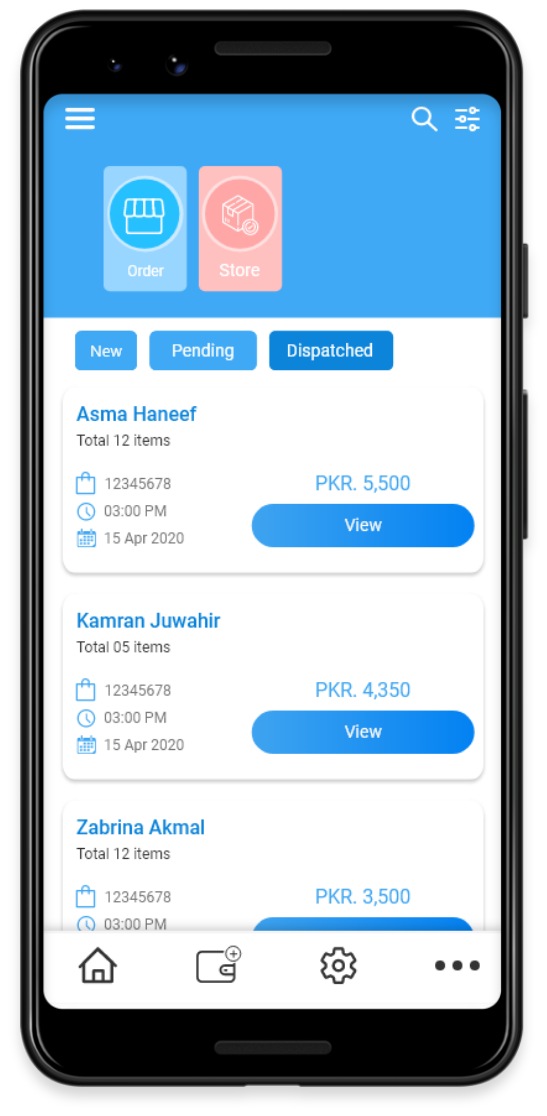 Order Store
New Pending Dispatched
Asma Haneef
Total 12 items
12345678
PKR. 5,500
03:00 PM
View
15 Apr 2020
Kamran Juwahir
Total 05 items
12345678
PKR. 4,350
03:00 PM
View
15 Apr 2020
Zabrina Akmal
Total 12 items
12345678
PKR. 3,500
03:00 PM